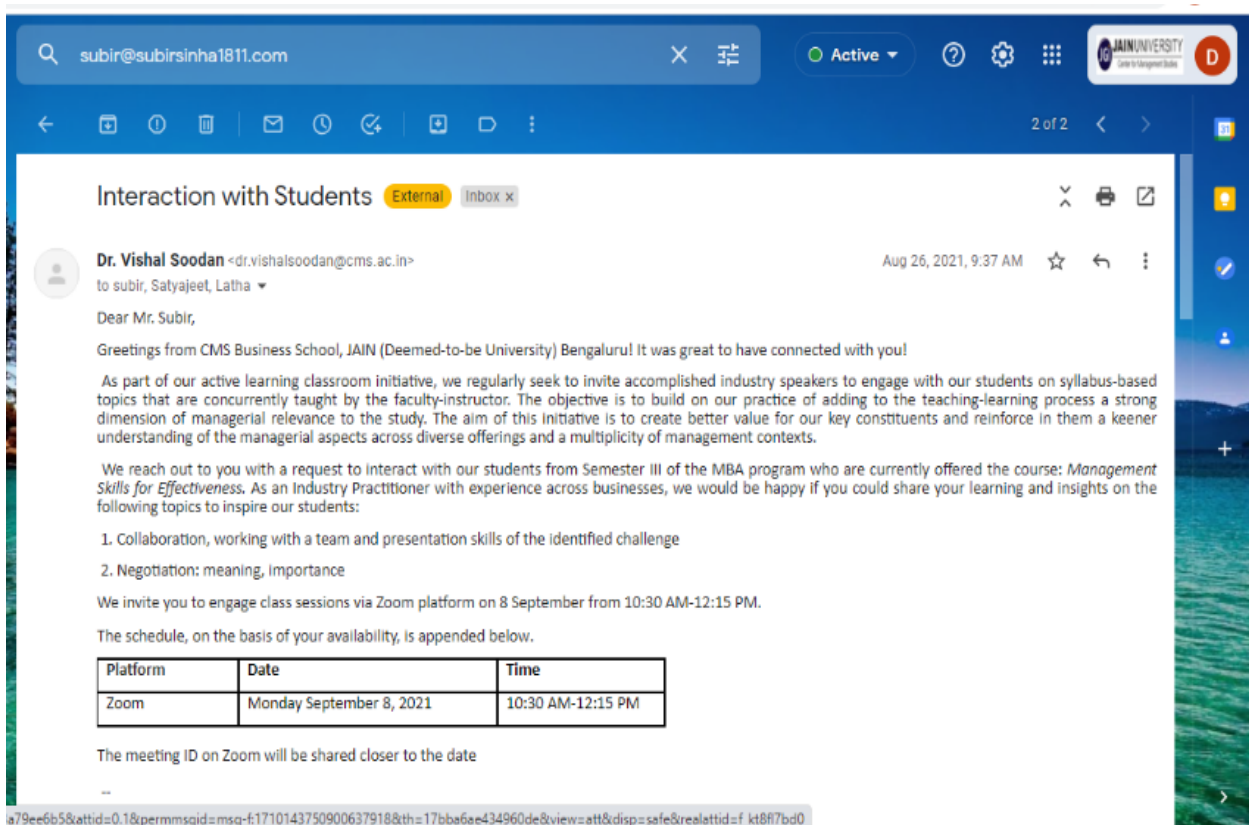 subir@subirsinha1811.com
Active
JAIN UNIVERSITY
Center for Management Studies
D
2 of 2
31
Interaction with Students External Inbox x
Dr. Vishal Soodan <dr.vishalsoodan@cms.ac.in> Aug 26, 2021, 9:37 AM
to subir, Satyajeet, Latha
Dear Mr. Subir,
Greetings from CMS Business School, JAIN (Deemed-to-be University) Bengaluru! It was great to have connected with you!
As part of our active learning classroom initiative, we regularly seek to invite accomplished industry speakers to engage with our students on syllabus-based
topics that are concurrently taught by the faculty-instructor. The objective is to build on our practice of adding to the teaching-learning process a strong
dimension of managerial relevance to the study. The aim of this initiative is to create better value for our key constituents and reinforce in them a keener
understanding of the managerial aspects across diverse offerings and a multiplicity of management contexts.
We reach out to you with a request to interact with our students from Semester III of the MBA program who are currently offered the course: Management
Skills for Effectiveness. As an Industry Practitioner with experience across businesses, we would be happy if you could share your learning and insights on the
following topics to inspire our students:
1. Collaboration, working with a team and presentation skills of the identified challenge
2. Negotiation: meaning, importance
We invite you to engage class sessions via Zoom platform on 8 September from 10:30 AM-12:15 PM.
The schedule, on the basis of your availability, is appended below.
Platform Date Time
Zoom Monday September 8, 2021 10:30 AM-12:15 PM
The meeting ID on Zoom will be shared closer to the date
--
a79ee6b5&attid=0.1&permmsgid=msg-f:1710143750900637918&th=17bba6ae434960de&view=att&disp=safe&realattid=f_kt8fl7bd0